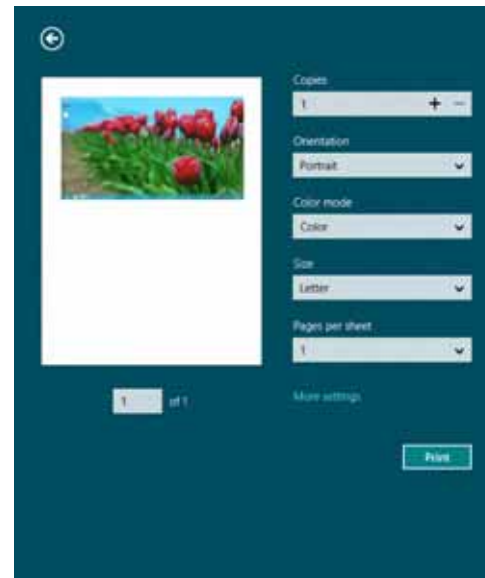 Copies
1
Orientation
Portrait
Color mode
Color
Size
Letter
Pages per sheet
1
1 of 1
More settings
Print